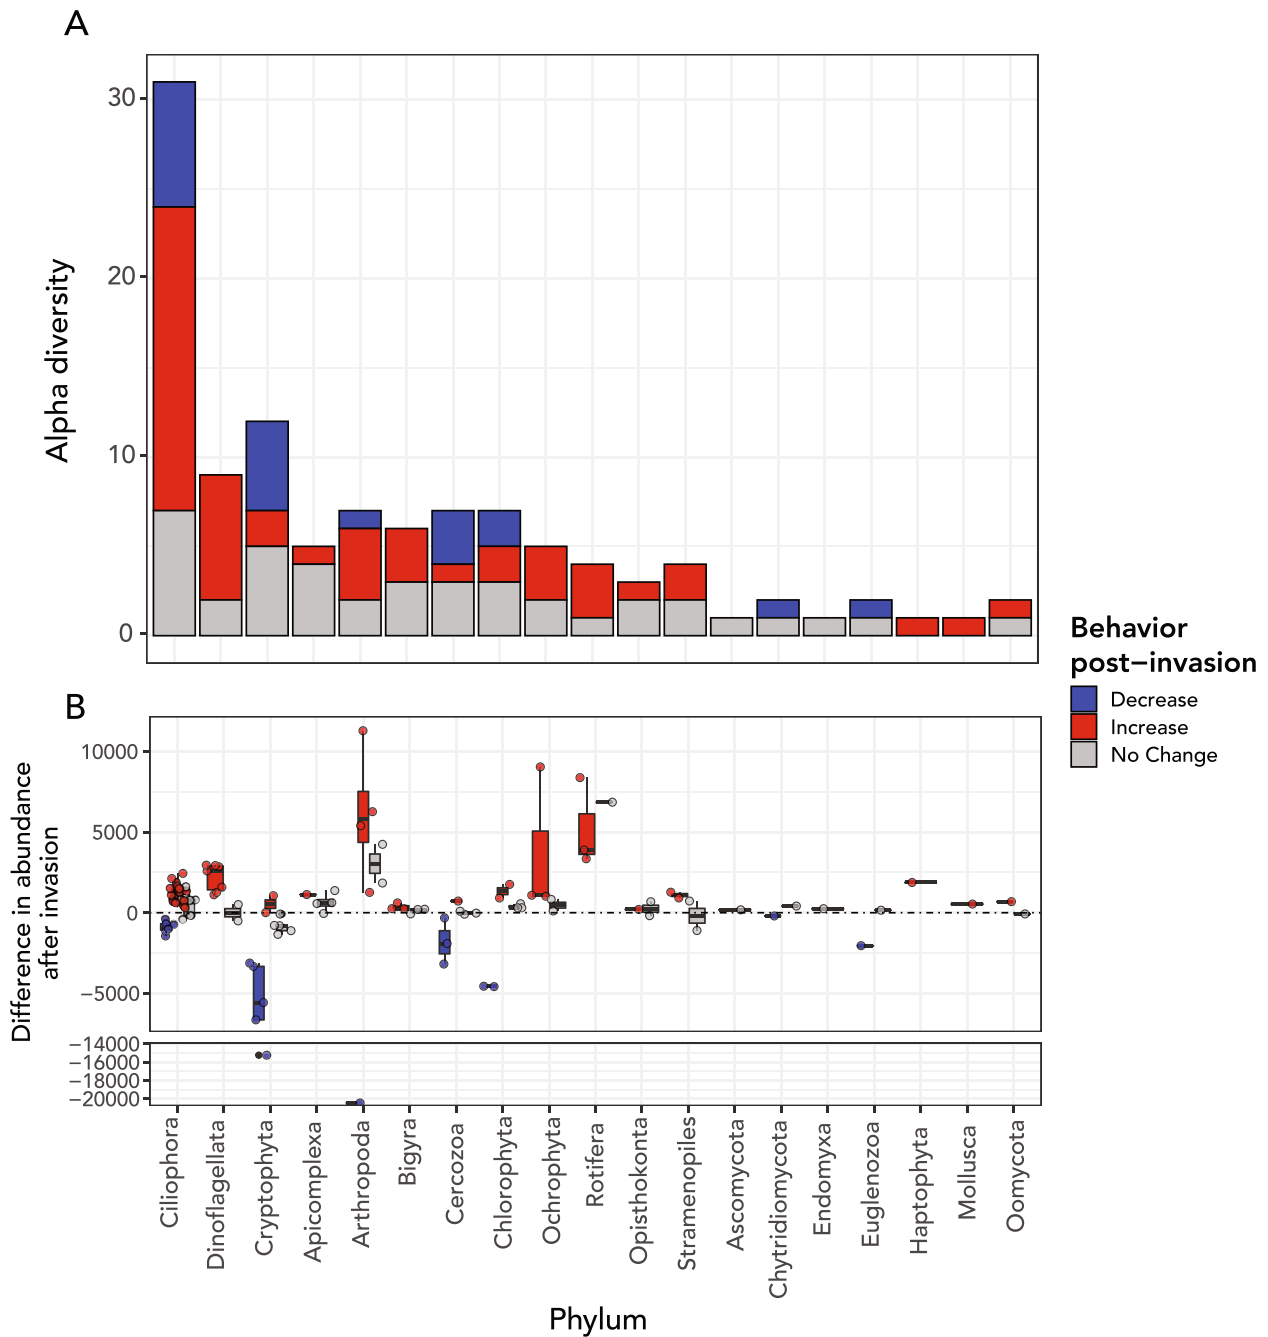 A
Alpha diversity
30
20
10
0
Behavior
post−invasion
Decrease
Increase
No Change
B
Difference in abundance
after invasion
10000
5000
0
−5000
−14000
−16000
−18000
−20000
Ciliophora
Dinoflagellata
Cryptophyta
Apicomplexa
Arthropoda
Bigyra
Cercozoa
Chlorophyta
Ochrophyta
Rotifera
Opisthokonta
Stramenopiles
Ascomycota
Chytridiomycota
Endomyxa
Euglenozoa
Haptophyta
Mollusca
Oomycota
Phylum